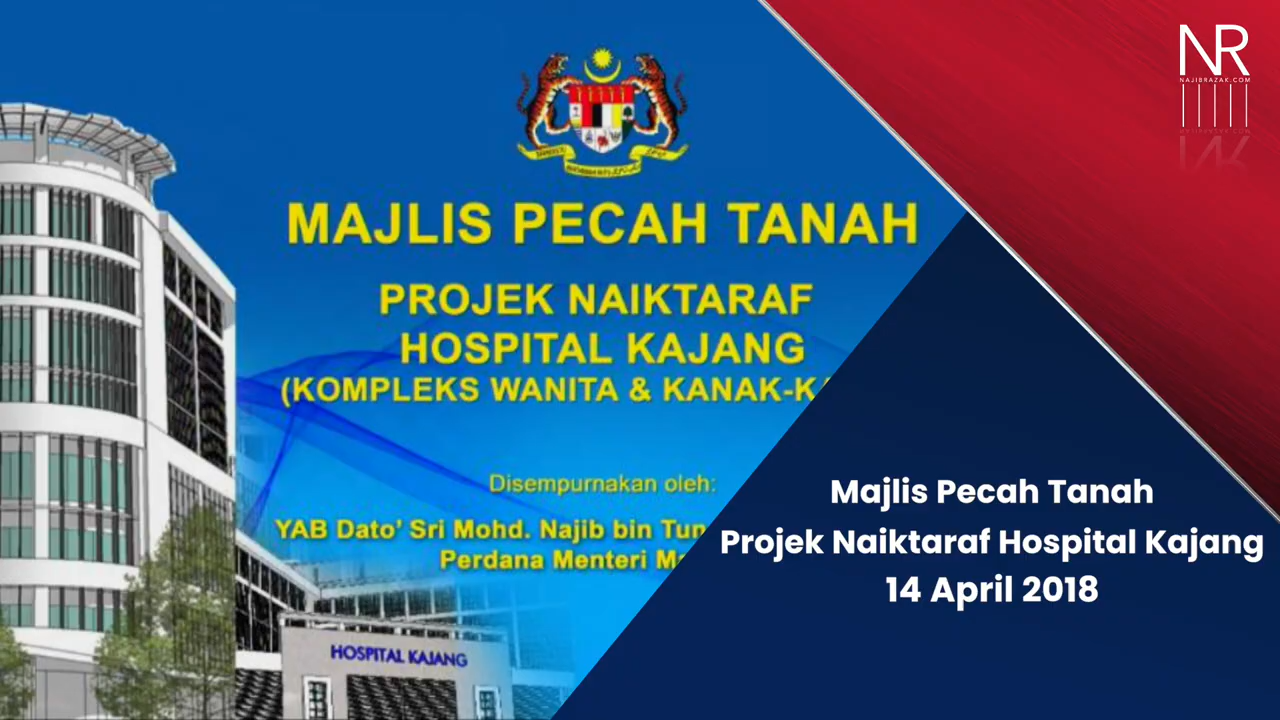 MAJLIS PECAH TANAH
PROJEK NAIKTARAF
HOSPITAL KAJANG
(KOMPLEKS WANITA & KANAK-KA
Disempurnakan oleh:
YAB Dato' Sri Mohd. Najib bin Tun
Perdana Menteri
HOSPITAL KAJANG
NR
NAJIBRAZAK.COM
Majlis Pecah Tanah
Projek Naiktaraf Hospital Kajang
14 April 2018